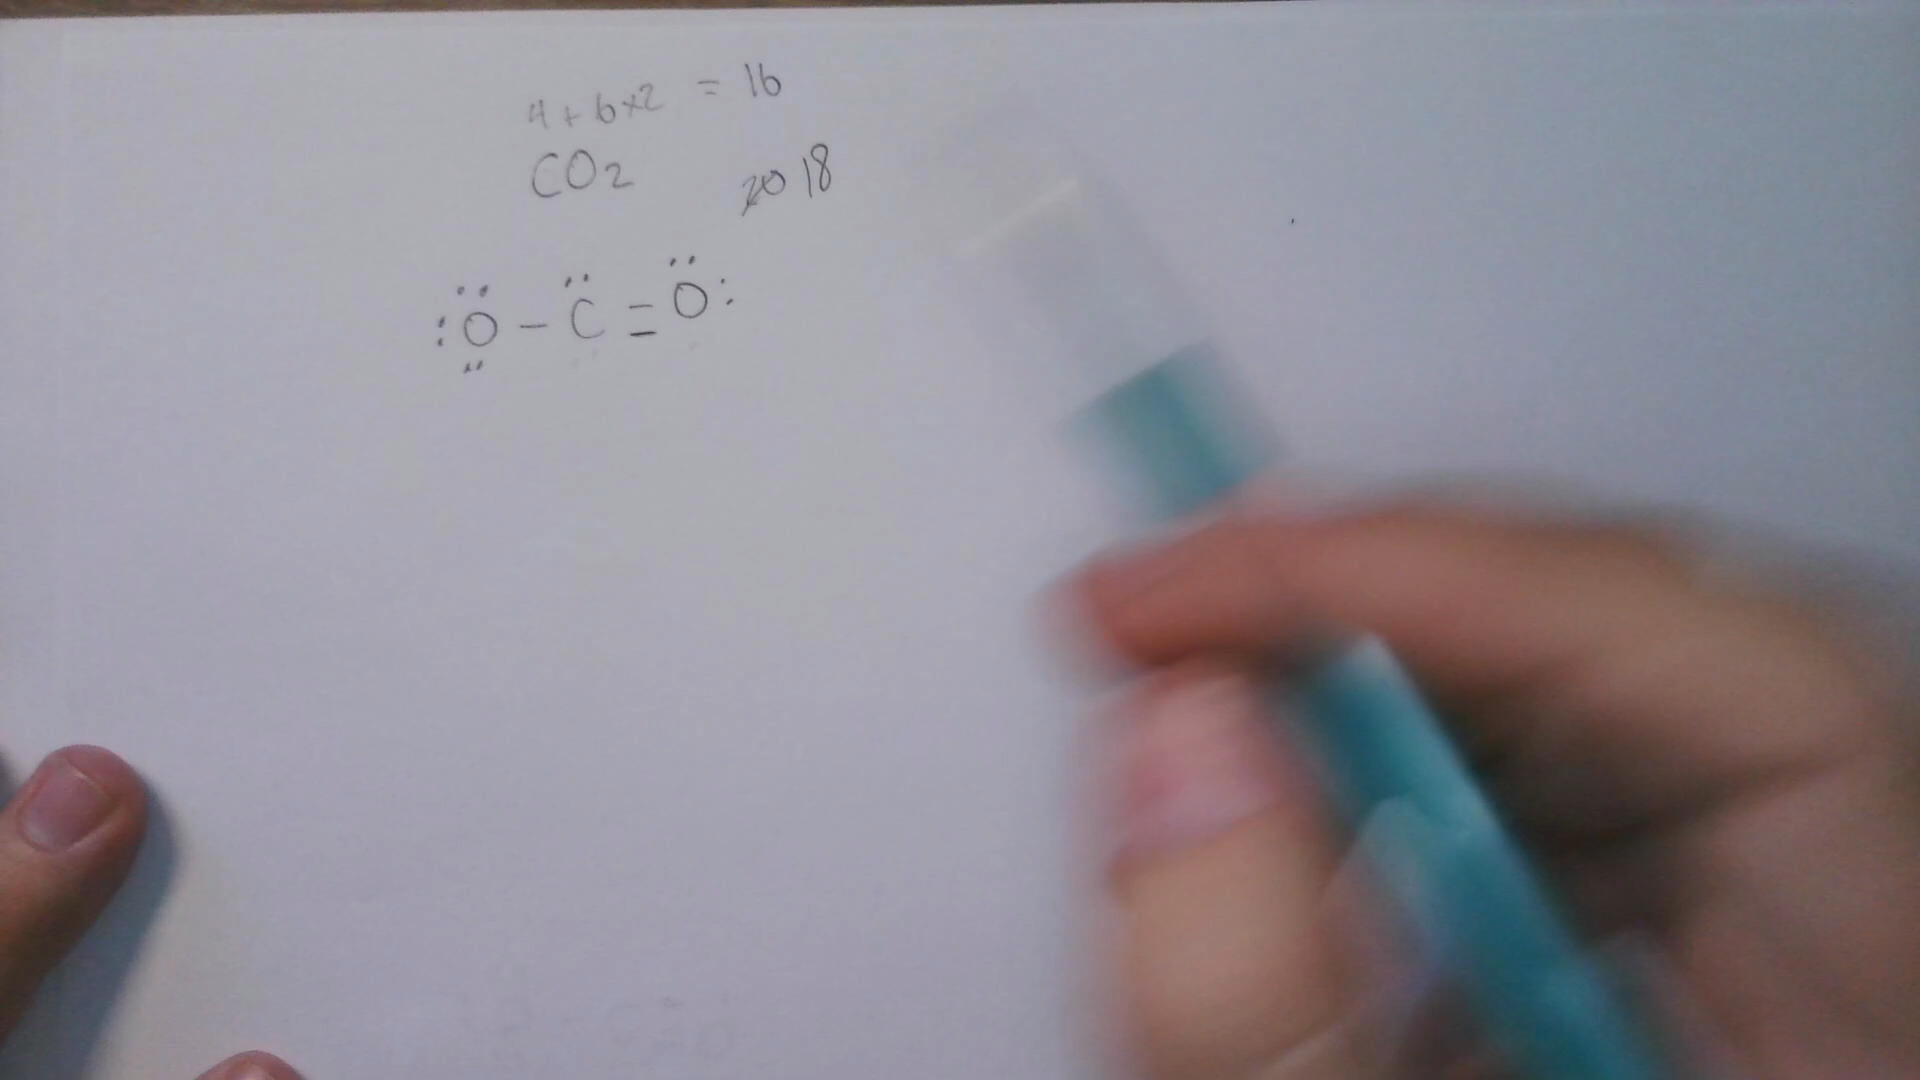 4+6×2 = 16
CO2 20 18
:Ö - C̈ = Ö: